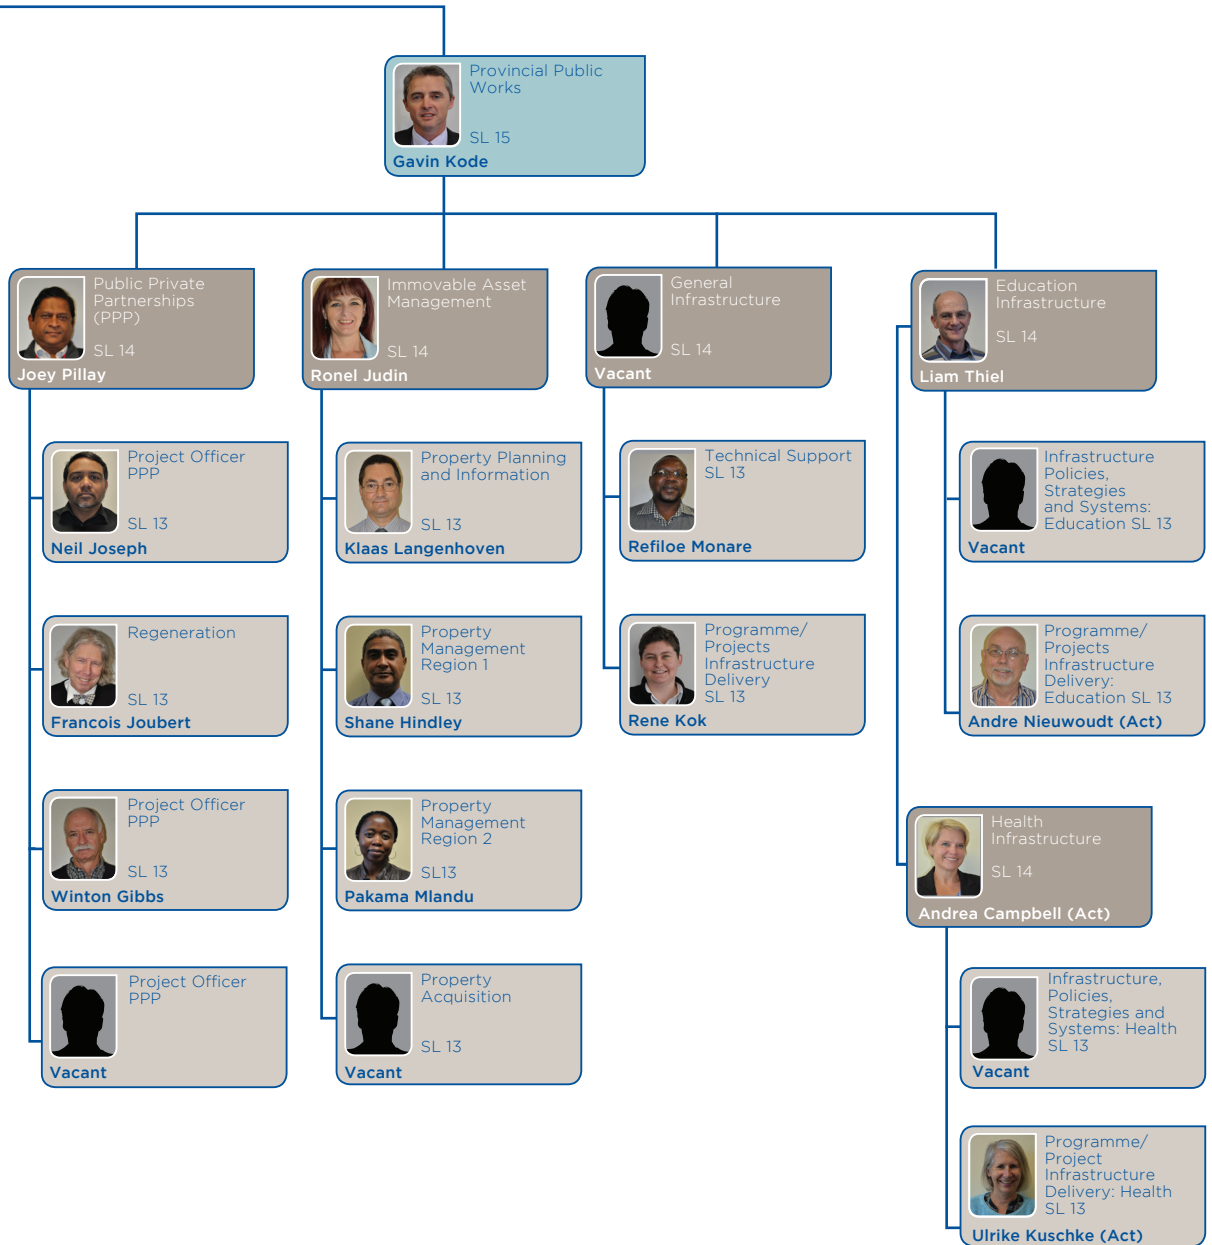 Provincial Public
Works
SL 15
Gavin Kode
Public Private
Partnerships
(PPP)
SL 14
Joey Pillay
Immovable Asset
Management
SL 14
Ronel Judin
General
Infrastructure
SL 14
Vacant
Education
Infrastructure
SL 14
Liam Thiel
Project Officer
PPP
SL 13
Neil Joseph
Regeneration
SL 13
Francois Joubert
Project Officer
PPP
SL 13
Winton Gibbs
Project Officer
PPP
Vacant
Property Planning
and Information
SL 13
Klaas Langenhoven
Property
Management
Region 1
SL 13
Shane Hindley
Property
Management
Region 2
SL13
Pakama Mlandu
Property
Acquisition
SL 13
Vacant
Technical Support
SL 13
Refiloe Monare
Programme/
Projects
Infrastructure
Delivery
SL 13
Rene Kok
Infrastructure
Policies,
Strategies
and Systems:
Education SL 13
Vacant
Programme/
Projects
Infrastructure
Delivery:
Education SL 13
Andre Nieuwoudt (Act)
Health
Infrastructure
SL 14
Andrea Campbell (Act)
Infrastructure,
Policies,
Strategies and
Systems: Health
SL 13
Vacant
Programme/
Project
Infrastructure
Delivery: Health
SL 13
Ulrike Kuschke (Act)